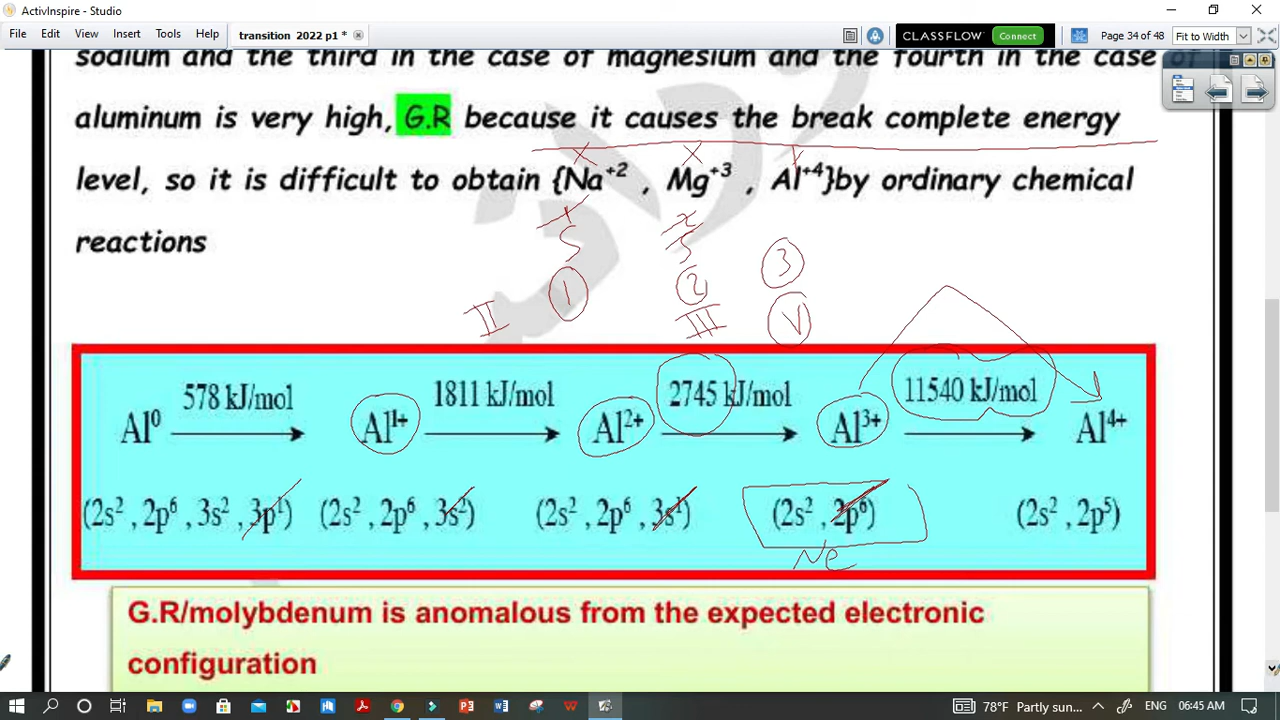 ActivInspire - Studio
File Edit View Insert Tools Help transition 2022 p1 * CLASSFLOW Connect Page 34 of 48 Fit to Width
sodium and the third in the case of magnesium and the fourth in the case of
aluminum is very high, G.R because it causes the break complete energy
level, so it is difficult to obtain {Na⁺² , Mg⁺³ , Al⁺⁴}by ordinary chemical
reactions
1 2 3
II III V
578 kJ/mol 1811 kJ/mol 2745 kJ/mol 11540 kJ/mol
Al⁰ Al¹⁺ Al²⁺ Al³⁺ Al⁴⁺
(2s² , 2p⁶ , 3s² , 3p¹) (2s² , 2p⁶ , 3s²) (2s² , 2p⁶ , 3s¹) (2s² , 2p⁶) (2s² , 2p⁵)
Ne
G.R/molybdenum is anomalous from the expected electronic
configuration
78°F Partly sun... ENG 06:45 AM